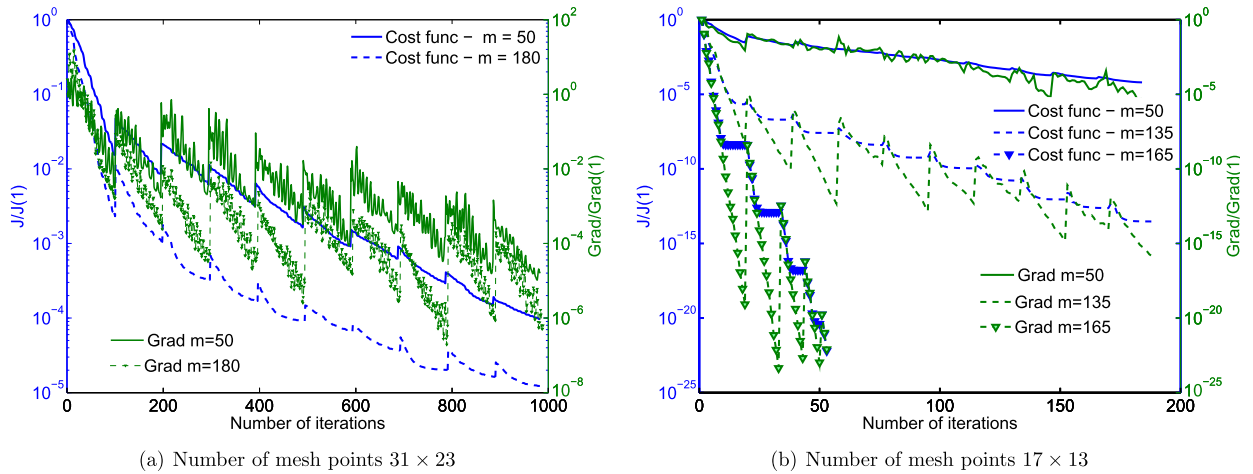 Cost func − m = 50
Cost func − m = 180
Grad m=50
Grad m=180
J/J(1)
Grad/Grad(1)
10^0
10^−1
10^−2
10^−3
10^−4
10^−5
10^2
10^0
10^−2
10^−4
10^−6
10^−8
0 200 400 600 800 1000
Number of iterations
(a) Number of mesh points 31 × 23
Cost func − m=50
Cost func − m=135
Cost func − m=165
Grad m=50
Grad m=135
Grad m=165
J/J(1)
Grad/Grad(1)
10^0
10^−5
10^−10
10^−15
10^−20
10^−25
10^0
10^−5
10^−10
10^−15
10^−20
10^−25
0 50 100 150 200
Number of iterations
(b) Number of mesh points 17 × 13